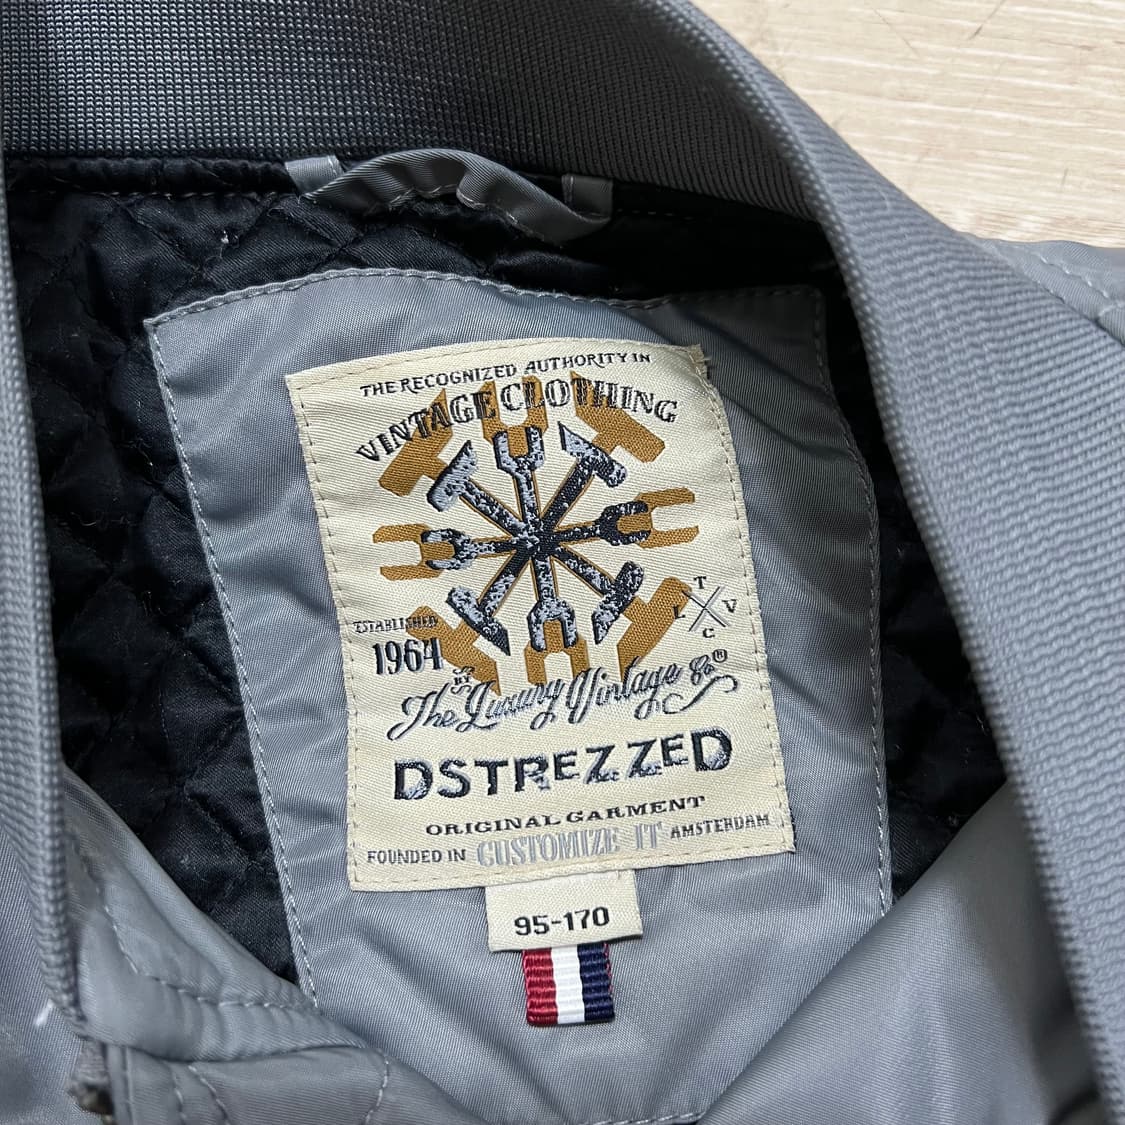 THE RECOGNIZED AUTHORITY IN
VINTAGE CLOTHING
T
L V
C
ESTABLISHED
1964
BY
The Luxury Vintage Co®
DSTREZZED
ORIGINAL GARMENT
FOUNDED IN CUSTOMIZE IT AMSTERDAM
95-170